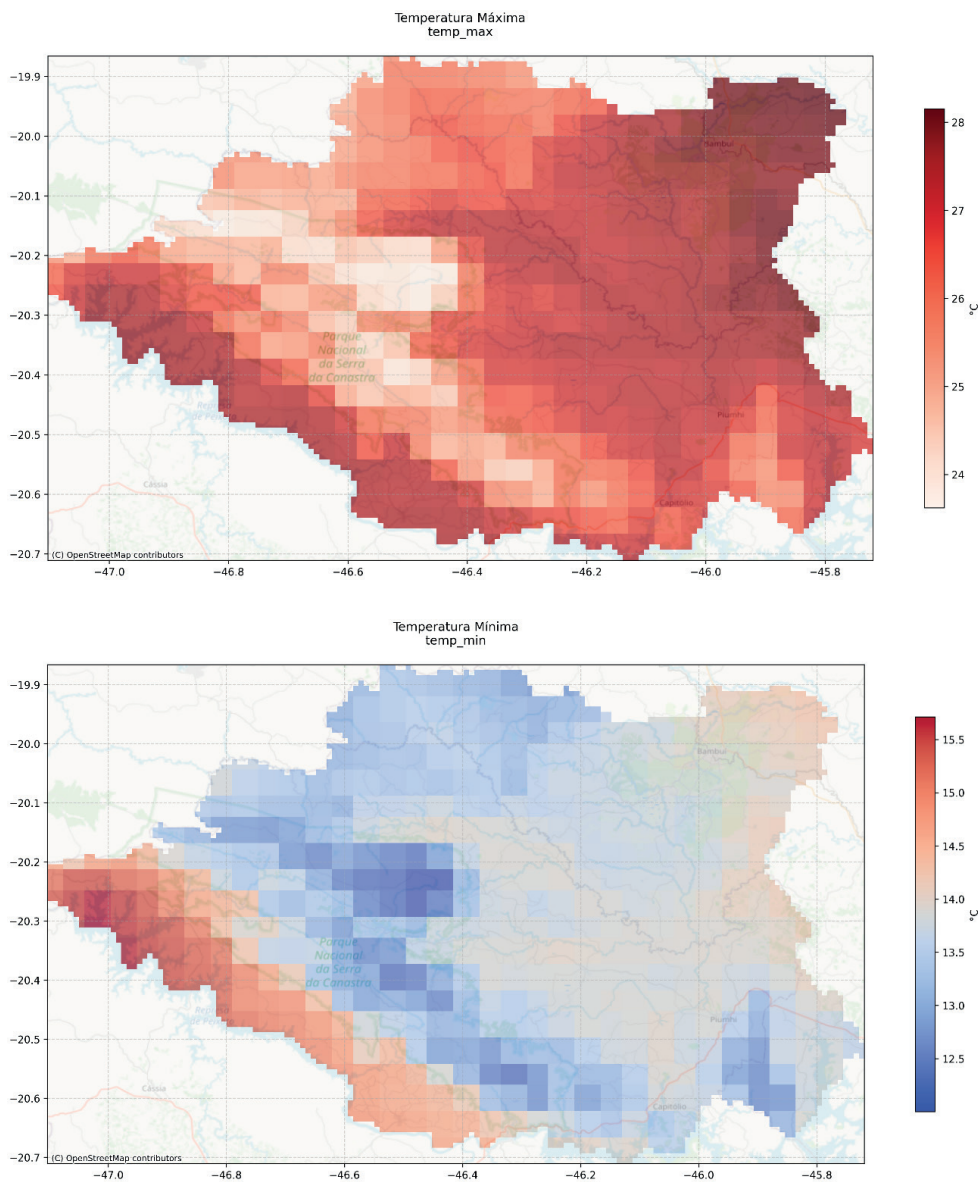 Temperatura Máxima
temp_max
−19.9
−20.0
−20.1
−20.2
−20.3
−20.4
−20.5
−20.6
−20.7
Bambuí
Parque
Nacional
da Serra
da Canastra
Piumhi
Cássia
Capitólio
(C) OpenStreetMap contributors
−47.0
−46.8
−46.6
−46.4
−46.2
−46.0
−45.8
28
27
26
25
24
°C
Temperatura Mínima
temp_min
−19.9
−20.0
−20.1
−20.2
−20.3
−20.4
−20.5
−20.6
−20.7
Bambuí
Parque
Nacional
da Serra
da Canastra
Piumhi
Cássia
Capitólio
(C) OpenStreetMap contributors
−47.0
−46.8
−46.6
−46.4
−46.2
−46.0
−45.8
15.5
15.0
14.5
14.0
13.5
13.0
12.5
°C